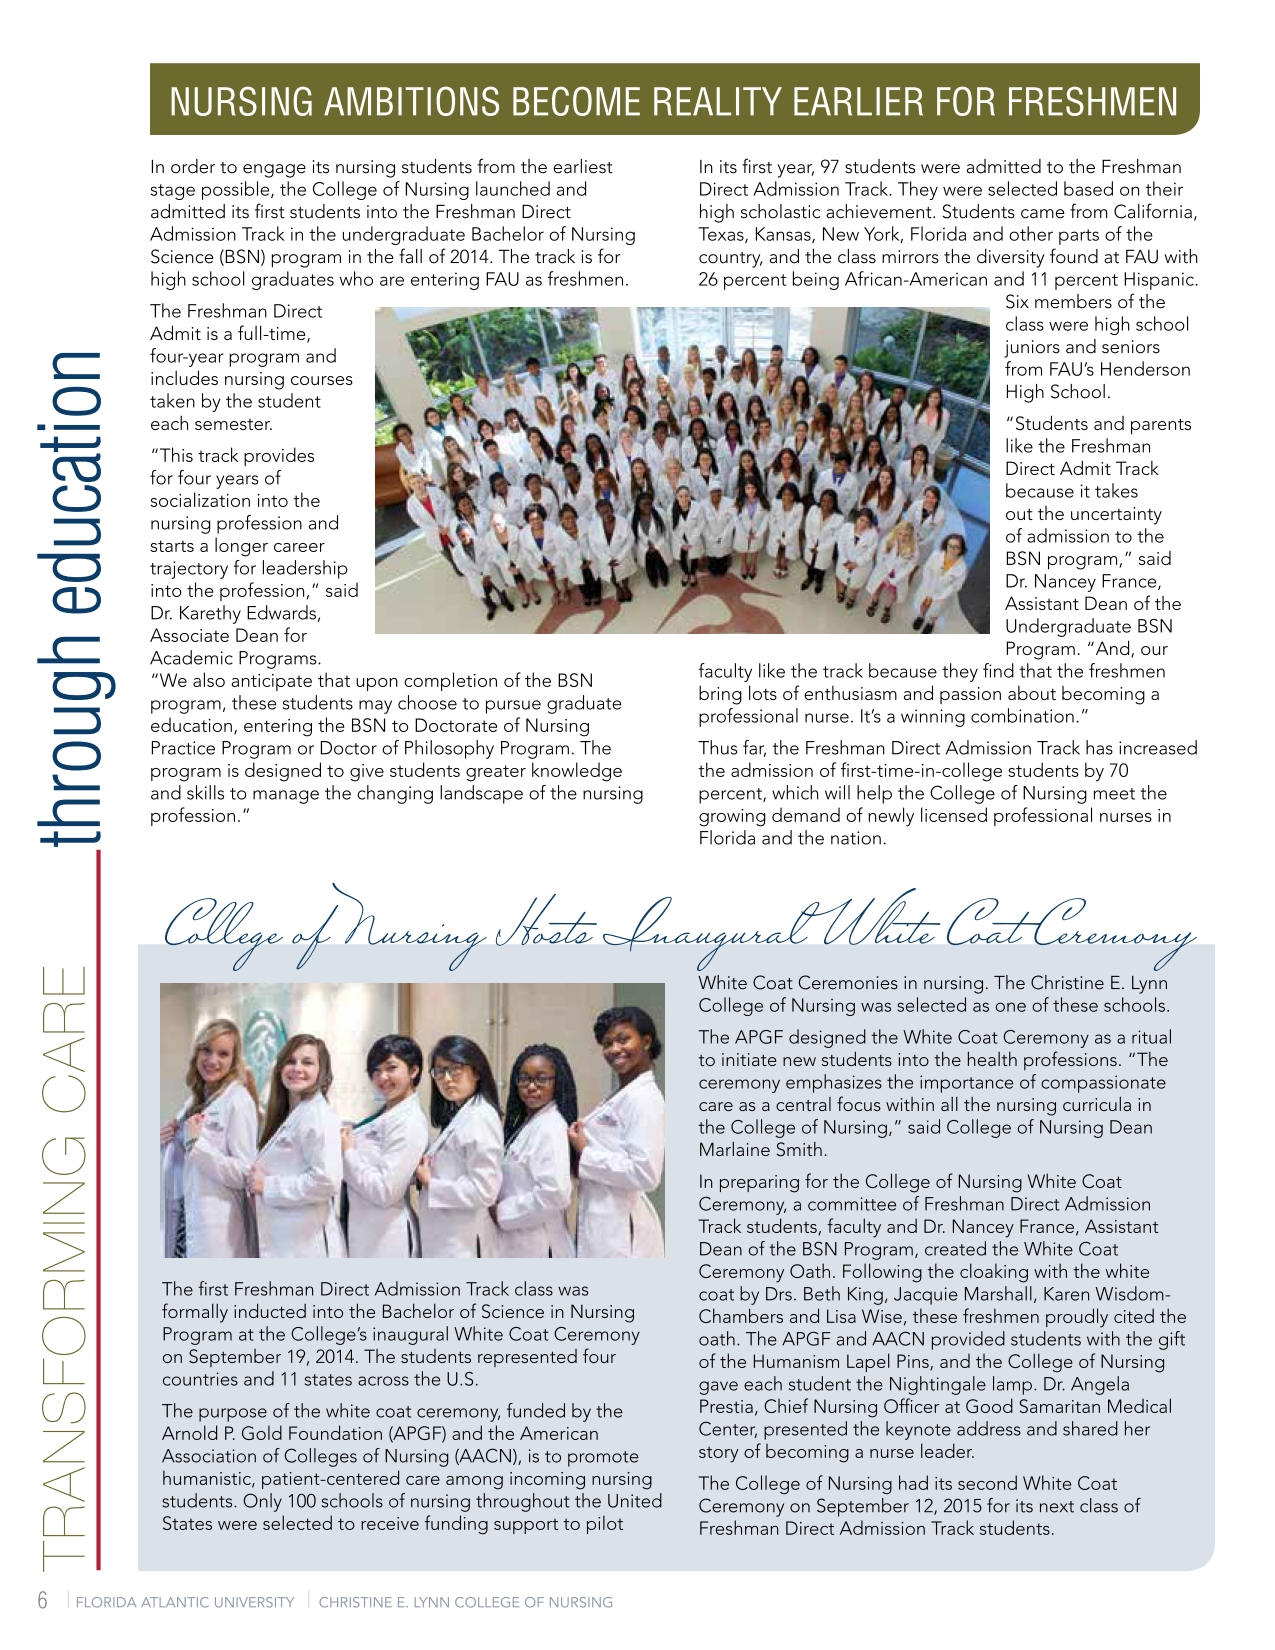 NURSING AMBITIONS BECOME REALITY EARLIER FOR FRESHMEN
In order to engage its nursing students from the earliest
stage possible, the College of Nursing launched and
admitted its first students into the Freshman Direct
Admission Track in the undergraduate Bachelor of Nursing
Science (BSN) program in the fall of 2014. The track is for
high school graduates who are entering FAU as freshmen.
The Freshman Direct
Admit is a full-time,
four-year program and
includes nursing courses
taken by the student
each semester.
“This track provides
for four years of
socialization into the
nursing profession and
starts a longer career
trajectory for leadership
into the profession,” said
Dr. Karethy Edwards,
Associate Dean for
Academic Programs.
“We also anticipate that upon completion of the BSN
program, these students may choose to pursue graduate
education, entering the BSN to Doctorate of Nursing
Practice Program or Doctor of Philosophy Program. The
program is designed to give students greater knowledge
and skills to manage the changing landscape of the nursing
profession.”
In its first year, 97 students were admitted to the Freshman
Direct Admission Track. They were selected based on their
high scholastic achievement. Students came from California,
Texas, Kansas, New York, Florida and other parts of the
country, and the class mirrors the diversity found at FAU with
26 percent being African-American and 11 percent Hispanic.
Six members of the
class were high school
juniors and seniors
from FAU’s Henderson
High School.
“Students and parents
like the Freshman
Direct Admit Track
because it takes
out the uncertainty
of admission to the
BSN program,” said
Dr. Nancey France,
Assistant Dean of the
Undergraduate BSN
Program. “And, our
faculty like the track because they find that the freshmen
bring lots of enthusiasm and passion about becoming a
professional nurse. It’s a winning combination.”
Thus far, the Freshman Direct Admission Track has increased
the admission of first-time-in-college students by 70
percent, which will help the College of Nursing meet the
growing demand of newly licensed professional nurses in
Florida and the nation.
College of Nursing Hosts Inaugural White Coat Ceremony
The first Freshman Direct Admission Track class was
formally inducted into the Bachelor of Science in Nursing
Program at the College’s inaugural White Coat Ceremony
on September 19, 2014. The students represented four
countries and 11 states across the U.S.
The purpose of the white coat ceremony, funded by the
Arnold P. Gold Foundation (APGF) and the American
Association of Colleges of Nursing (AACN), is to promote
humanistic, patient-centered care among incoming nursing
students. Only 100 schools of nursing throughout the United
States were selected to receive funding support to pilot
White Coat Ceremonies in nursing. The Christine E. Lynn
College of Nursing was selected as one of these schools.
The APGF designed the White Coat Ceremony as a ritual
to initiate new students into the health professions. “The
ceremony emphasizes the importance of compassionate
care as a central focus within all the nursing curricula in
the College of Nursing,” said College of Nursing Dean
Marlaine Smith.
In preparing for the College of Nursing White Coat
Ceremony, a committee of Freshman Direct Admission
Track students, faculty and Dr. Nancey France, Assistant
Dean of the BSN Program, created the White Coat
Ceremony Oath. Following the cloaking with the white
coat by Drs. Beth King, Jacquie Marshall, Karen Wisdom-
Chambers and Lisa Wise, these freshmen proudly cited the
oath. The APGF and AACN provided students with the gift
of the Humanism Lapel Pins, and the College of Nursing
gave each student the Nightingale lamp. Dr. Angela
Prestia, Chief Nursing Officer at Good Samaritan Medical
Center, presented the keynote address and shared her
story of becoming a nurse leader.
The College of Nursing had its second White Coat
Ceremony on September 12, 2015 for its next class of
Freshman Direct Admission Track students.
TRANSFORMING CARE through education
6 FLORIDA ATLANTIC UNIVERSITY CHRISTINE E. LYNN COLLEGE OF NURSING